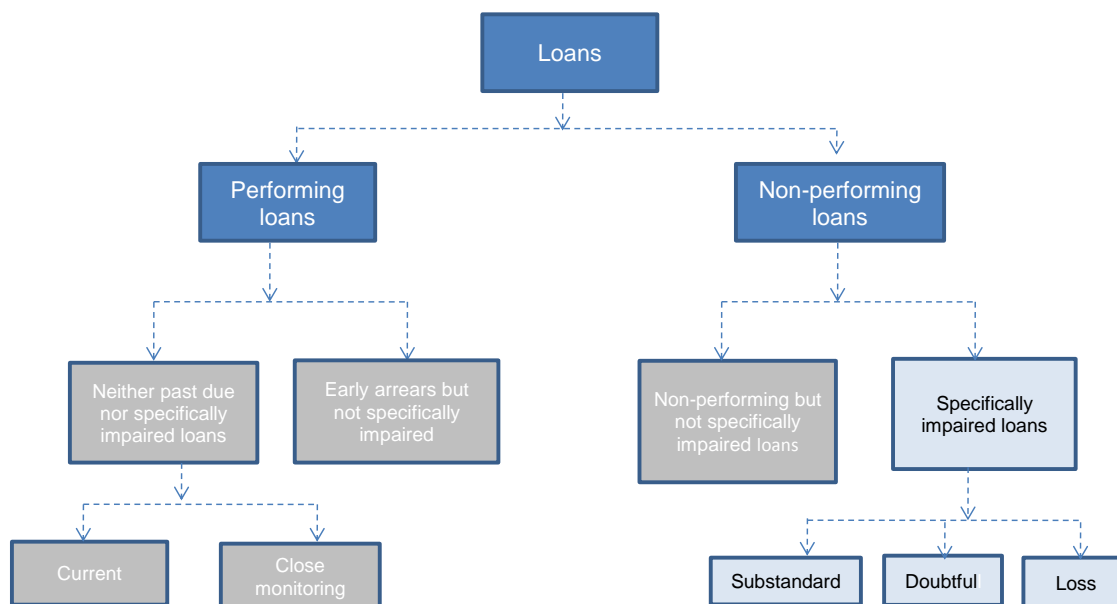 Loans
Performing
loans
Non-performing
loans
Neither past due
nor specifically
impaired loans
Early arrears but
not specifically
impaired
Non-performing but
not specifically
impaired loans
Specifically
impaired loans
Current
Close
monitoring
Substandard
Doubtful
Loss